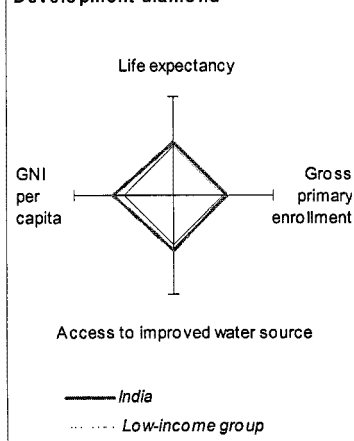 Development diamond
Life expectancy
GNI
per
capita
Gross
primary
enrollment
Access to improved water source
India
Low-income group